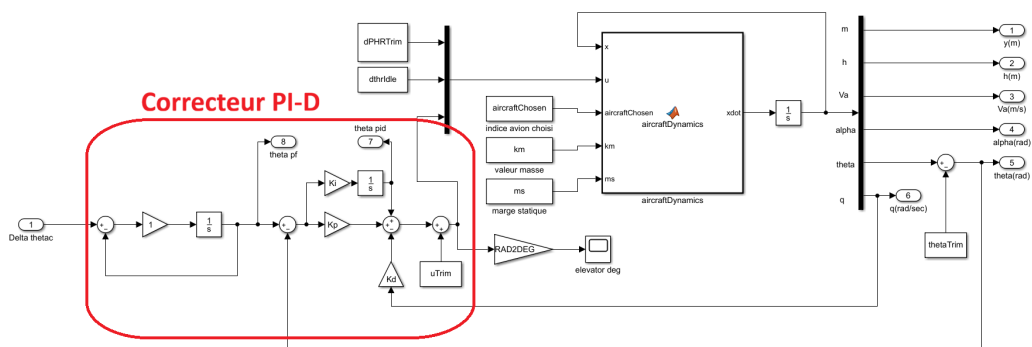 dPHRTrim
dthrIdle
Correcteur PI-D
theta pid
7
8
theta pf
Ki
1
s
1
Delta thetac
1
1
s
Kp
Kd
uTrim
RAD2DEG
elevator deg
aircraftChosen
indice avion choisi
km
valeur masse
ms
marge statique
x
u
aircraftChosen
km
ms
aircraftDynamics
xdot
aircraftDynamics
1
s
m
h
Va
alpha
theta
q
1
y(m)
2
h(m)
3
Va(m/s)
4
alpha(rad)
5
theta(rad)
6
q(rad/sec)
thetaTrim